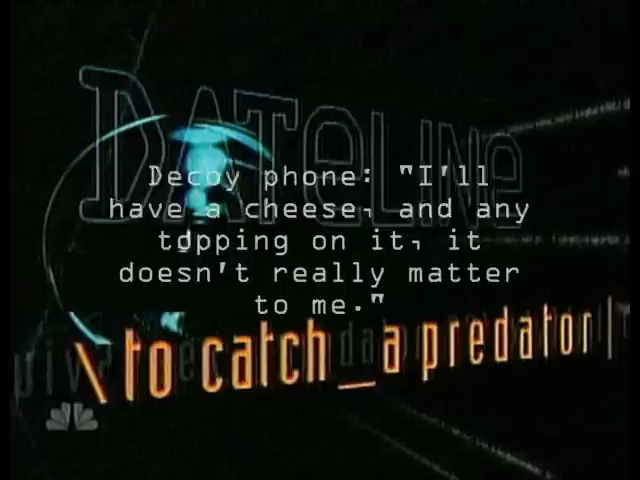 DATELINE
Decoy phone: "I'll
have a cheese, and any
topping on it, it
doesn't really matter
to me."
\to catch_a predator|